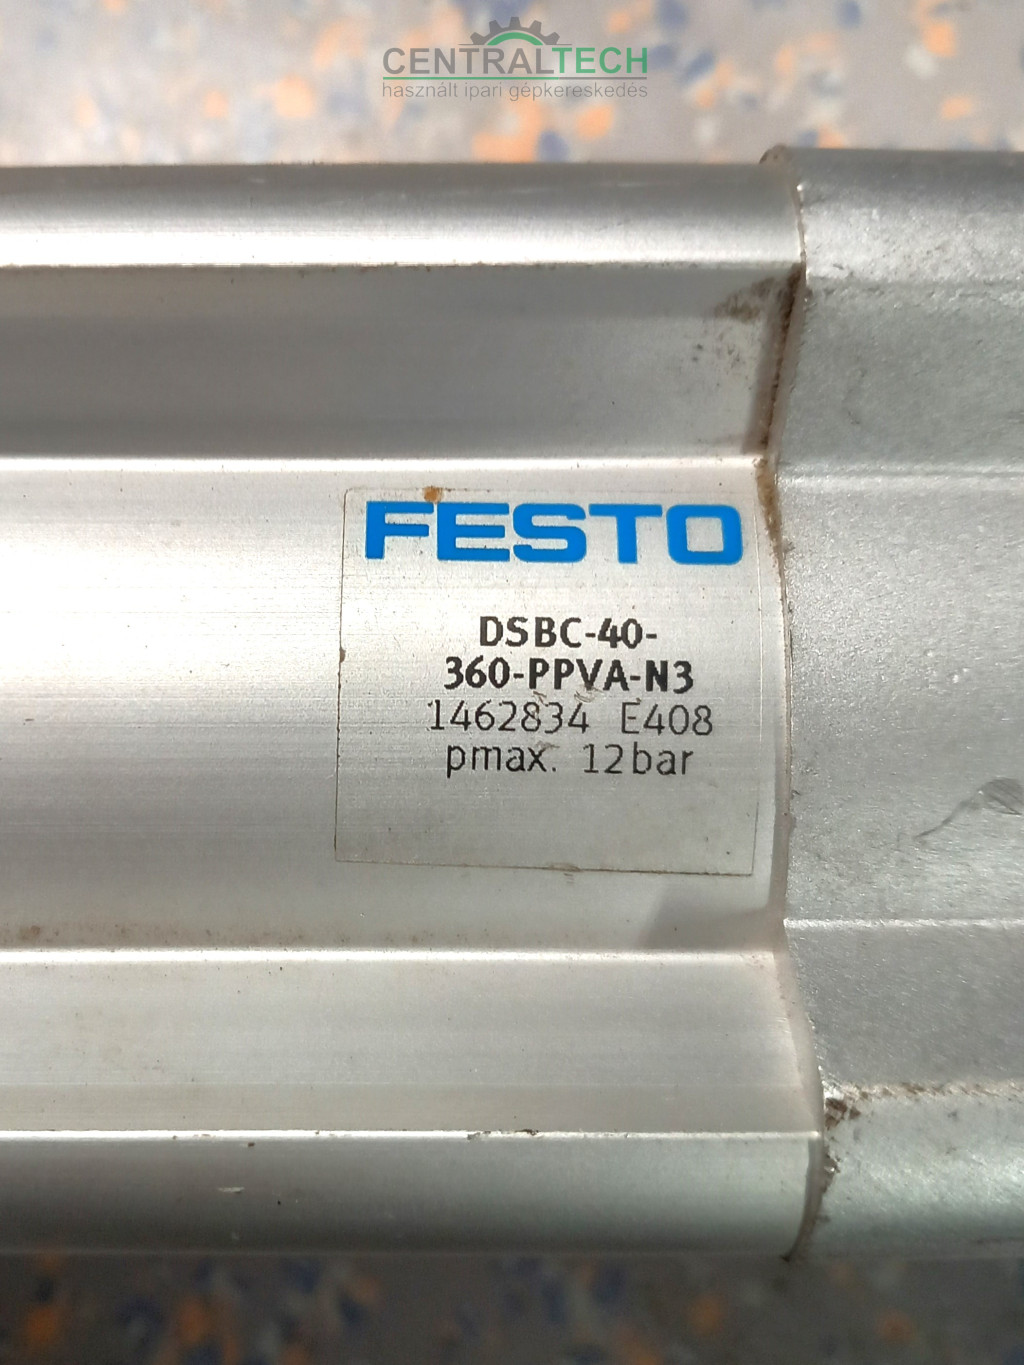 CENTRALTECH
használt ipari gépkereskedés
FESTO
DSBC-40-
360-PPVA-N3
1462834 E408
pmax. 12bar